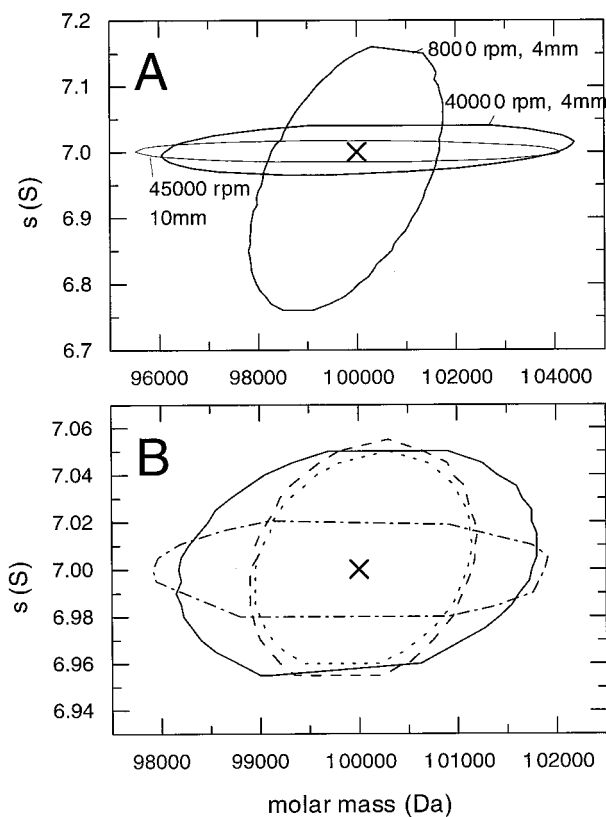 A
8000 rpm, 4mm
40000 rpm, 4mm
45000 rpm
10mm
s (S)
7.2
7.1
7.0
6.9
6.8
6.7
96000 98000 100000 102000 104000
B
s (S)
7.06
7.04
7.02
7.00
6.98
6.96
6.94
98000 99000 100000 101000 102000
molar mass (Da)